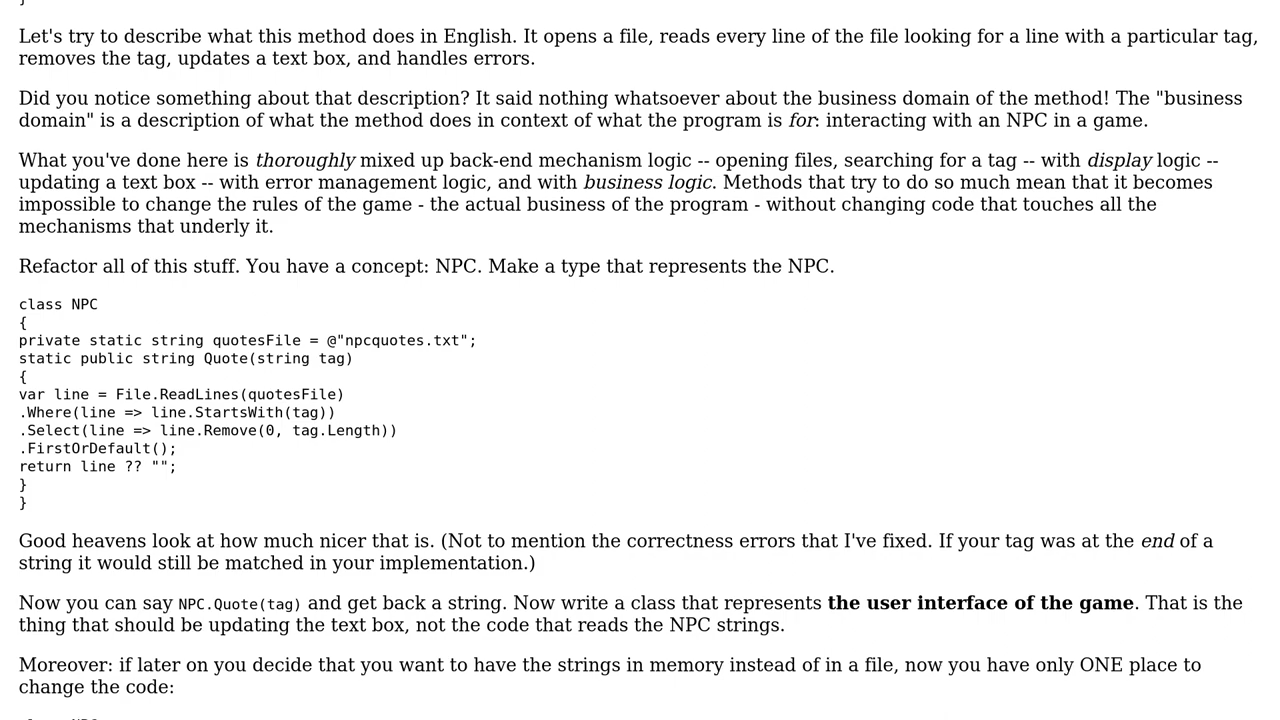 }
Let's try to describe what this method does in English. It opens a file, reads every line of the file looking for a line with a particular tag,
removes the tag, updates a text box, and handles errors.
Did you notice something about that description? It said nothing whatsoever about the business domain of the method! The "business
domain" is a description of what the method does in context of what the program is for: interacting with an NPC in a game.
What you've done here is thoroughly mixed up back-end mechanism logic -- opening files, searching for a tag -- with display logic --
updating a text box -- with error management logic, and with business logic. Methods that try to do so much mean that it becomes
impossible to change the rules of the game - the actual business of the program - without changing code that touches all the
mechanisms that underly it.
Refactor all of this stuff. You have a concept: NPC. Make a type that represents the NPC.
class NPC
{
private static string quotesFile = @"npcquotes.txt";
static public string Quote(string tag)
{
var line = File.ReadLines(quotesFile)
.Where(line => line.StartsWith(tag))
.Select(line => line.Remove(0, tag.Length))
.FirstOrDefault();
return line ?? "";
}
}
Good heavens look at how much nicer that is. (Not to mention the correctness errors that I've fixed. If your tag was at the end of a
string it would still be matched in your implementation.)
Now you can say NPC.Quote(tag) and get back a string. Now write a class that represents the user interface of the game. That is the
thing that should be updating the text box, not the code that reads the NPC strings.
Moreover: if later on you decide that you want to have the strings in memory instead of in a file, now you have only ONE place to
change the code: